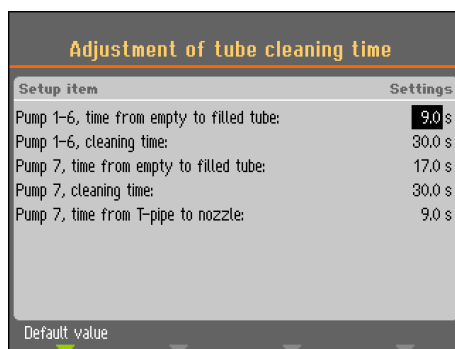 Adjustment of tube cleaning time
Setup item Settings
Pump 1-6, time from empty to filled tube: 9.0 s
Pump 1-6, cleaning time: 30.0 s
Pump 7, time from empty to filled tube: 17.0 s
Pump 7, cleaning time: 30.0 s
Pump 7, time from T-pipe to nozzle: 9.0 s
Default value